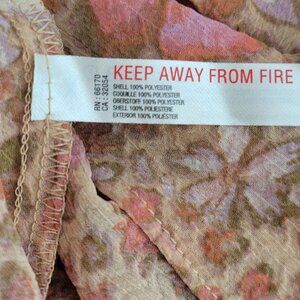 RN : 66170
CA : 32054
KEEP AWAY FROM FIRE
SHELL 100% POLYESTER
COQUILLE 100% POLYESTER
OBERSTOFF 100% POLYESTER
SHELL 100% POLIESTERE
EXTERIOR 100% POLIÉSTER